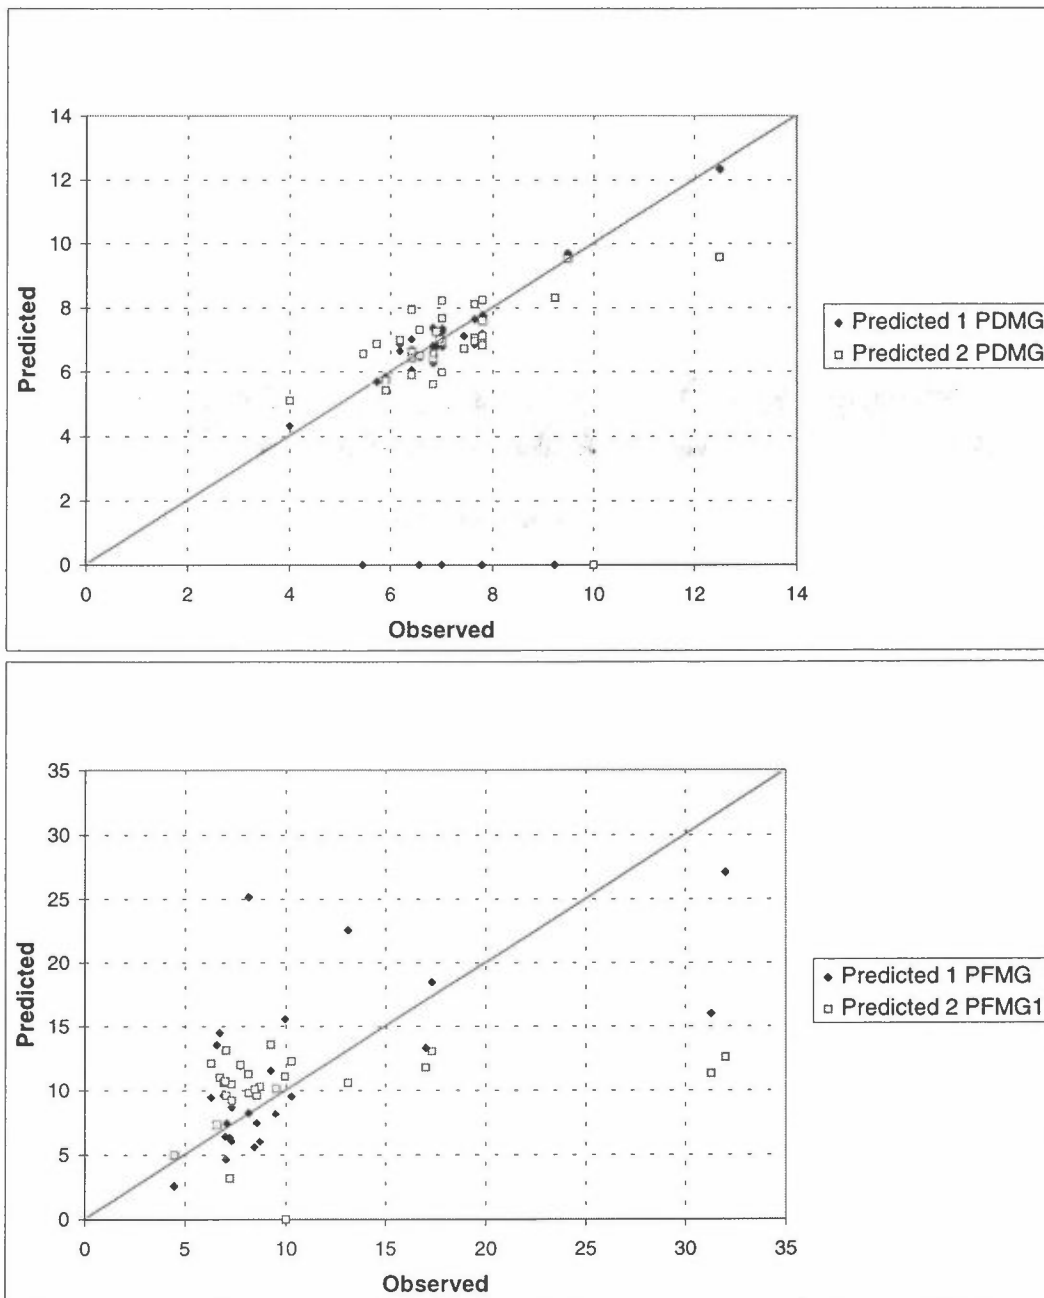 14
12
10
8
6
4
2
0
Predicted
0 2 4 6 8 10 12 14
Observed
Predicted 1 PDMG
Predicted 2 PDMG
35
30
25
20
15
10
5
0
Predicted
0 5 10 15 20 25 30 35
Observed
Predicted 1 PFMG
Predicted 2 PFMG1